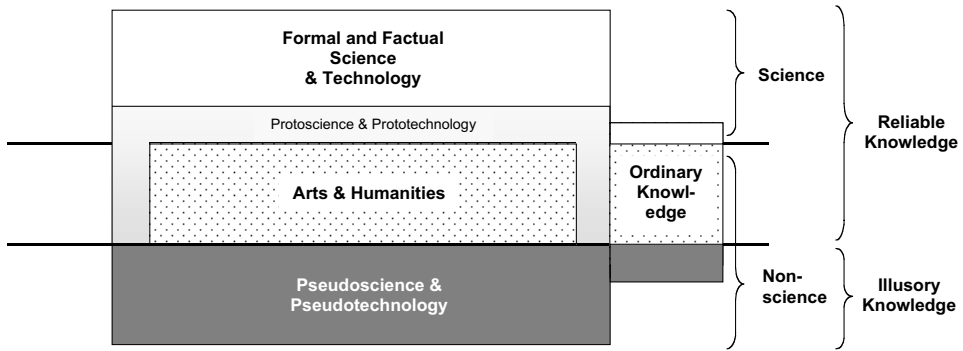 Formal and Factual
Science
& Technology
Protoscience & Prototechnology
Arts & Humanities
Ordinary
Knowl-
edge
Pseudoscience &
Pseudotechnology
Science
Non-
science
Reliable
Knowledge
Illusory
Knowledge